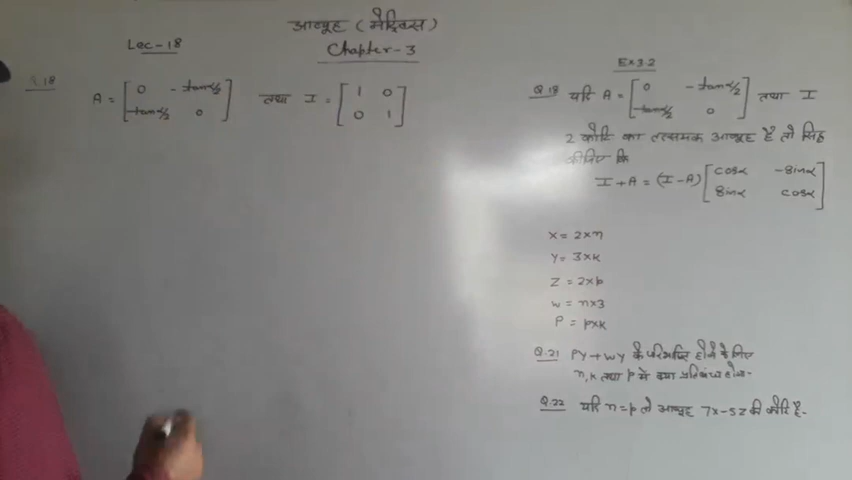 आव्यूह (मैट्रिक्स)
Lec-18
Chapter-3
Q.18
A = [ 0 -tanα/2
tanα/2 0 ] तथा I = [ 1 0
0 1 ]
Ex 3.2
Q.18 यदि A = [ 0 -tanα/2
tanα/2 0 ] तथा I
2 कोटि का तत्समक आव्यूह है तो सिद्ध
कीजिए कि
I + A = (I - A) [ cosα -sinα
sinα cosα ]
X = 2×n
Y = 3×k
Z = 2×p
W = n×3
P = p×k
Q.21 PY+WY के परिभाषित होने के लिए
n, k तथा p में क्या प्रतिबंध होगा-
Q.22 यदि n=p तो आव्यूह 7X-5Z की कोटि है-